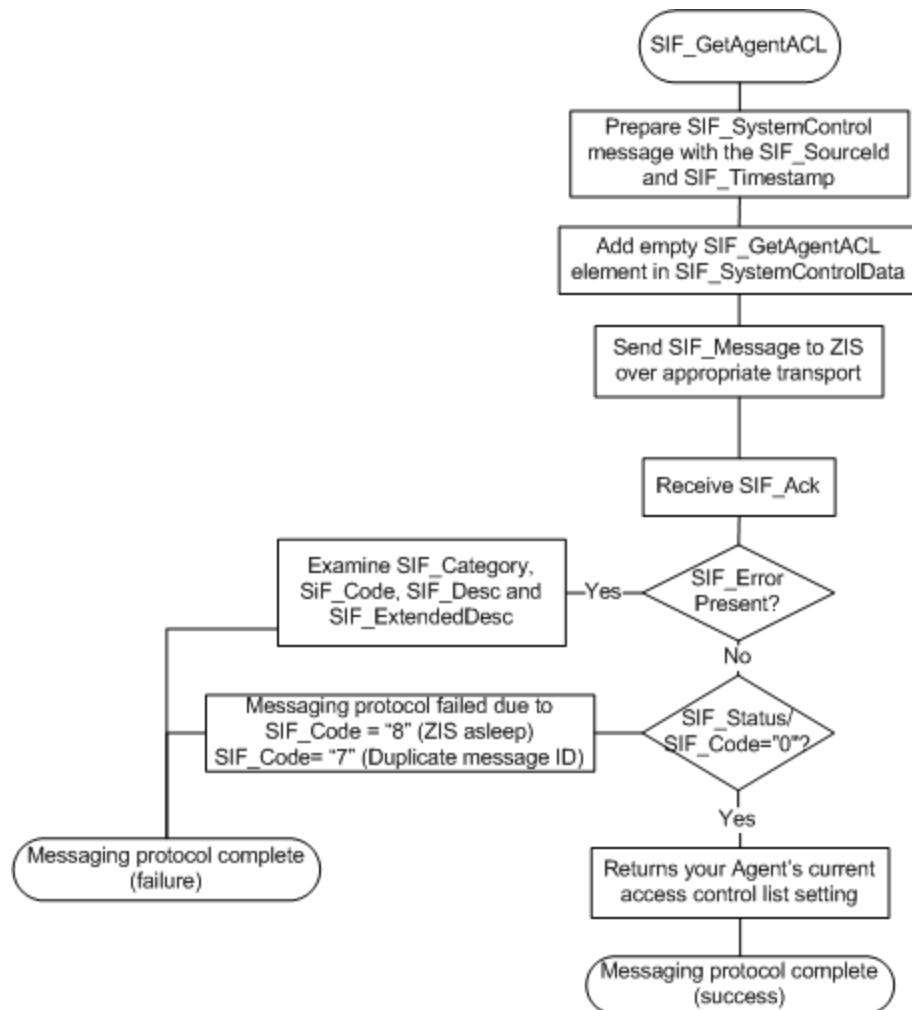 SIF_GetAgentACL
Prepare SIF_SystemControl
message with the SIF_SourceId
and SIF_Timestamp
Add empty SIF_GetAgentACL
element in SIF_SystemControlData
Send SIF_Message to ZIS
over appropriate transport
Receive SIF_Ack
SIF_Error
Present?
Yes
Examine SIF_Category,
SiF_Code, SIF_Desc and
SIF_ExtendedDesc
No
SIF_Status/
SIF_Code="0"?
Messaging protocol failed due to
SIF_Code = “8” (ZIS asleep)
SIF_Code= “7” (Duplicate message ID)
Yes
Messaging protocol complete
(failure)
Returns your Agent's current
access control list setting
Messaging protocol complete
(success)